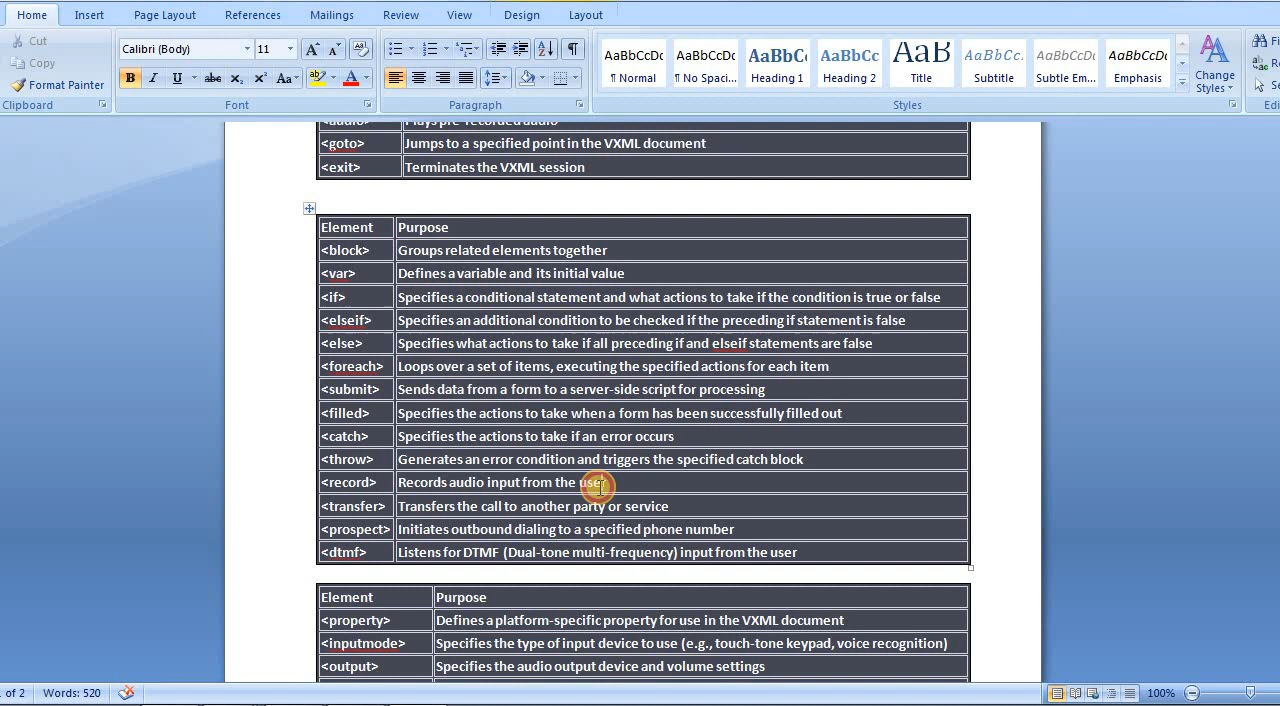 Home Insert Page Layout References Mailings Review View Design Layout
Cut
Copy
Format Painter
Clipboard
Calibri (Body) 11
Font
Paragraph
AaBbCcDc AaBbCcDc AaBbCc AaBbCc AaB AaBbCc. AaBbCcDc AaBbCcDc
¶ Normal ¶ No Spaci... Heading 1 Heading 2 Title Subtitle Subtle Em... Emphasis
Change
Styles
Styles
<goto> Jumps to a specified point in the VXML document
<exit> Terminates the VXML session
Element Purpose
<block> Groups related elements together
<var> Defines a variable and its initial value
<if> Specifies a conditional statement and what actions to take if the condition is true or false
<elseif> Specifies an additional condition to be checked if the preceding if statement is false
<else> Specifies what actions to take if all preceding if and elseif statements are false
<foreach> Loops over a set of items, executing the specified actions for each item
<submit> Sends data from a form to a server-side script for processing
<filled> Specifies the actions to take when a form has been successfully filled out
<catch> Specifies the actions to take if an error occurs
<throw> Generates an error condition and triggers the specified catch block
<record> Records audio input from the user
<transfer> Transfers the call to another party or service
<prospect> Initiates outbound dialing to a specified phone number
<dtmf> Listens for DTMF (Dual-tone multi-frequency) input from the user
Element Purpose
<property> Defines a platform-specific property for use in the VXML document
<inputmode> Specifies the type of input device to use (e.g., touch-tone keypad, voice recognition)
<output> Specifies the audio output device and volume settings
of 2 Words: 520 100%